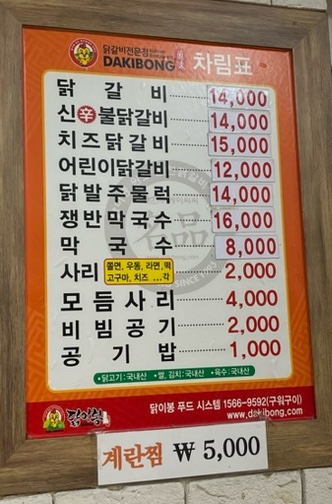 닭갈비전문점
DAKIBONG 차림표
닭 갈 비 14,000
신 辛 불닭갈비 14,000
치즈닭갈비 15,000
어린이닭갈비 12,000
닭발주물럭 14,000
쟁반막국수 16,000
막 국 수 8,000
사리 쫄면, 우동, 라면, 떡 2,000
고구마, 치즈 ...각
모듬사리 4,000
비빔공기 2,000
공 기 밥 1,000
•닭고기:국내산 •쌀, 김치:국내산 •육수:국내산
닭이봉 닭이봉 푸드 시스템 1566-9592(구워구이)
www.dakibong.com
계란찜 ₩ 5,000